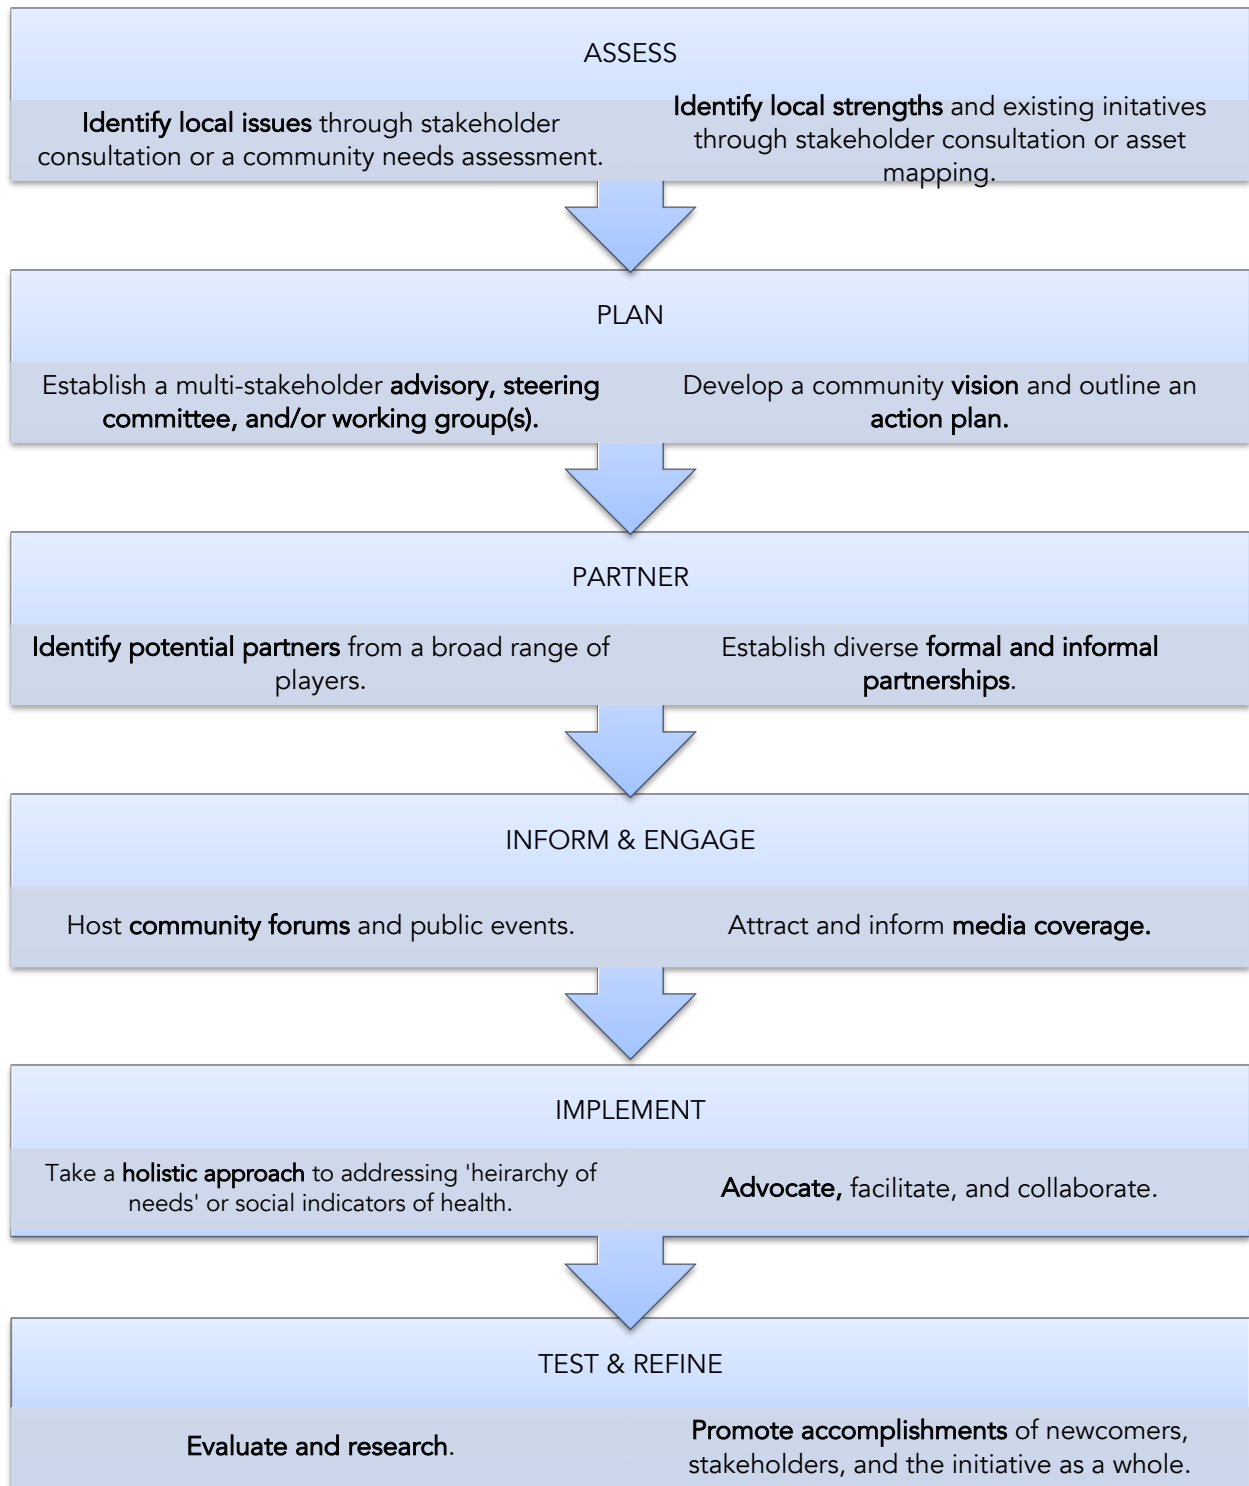 ASSESS
Identify local issues through stakeholder
consultation or a community needs assessment.
Identify local strengths and existing initatives
through stakeholder consultation or asset
mapping.
PLAN
Establish a multi-stakeholder advisory, steering
committee, and/or working group(s).
Develop a community vision and outline an
action plan.
PARTNER
Identify potential partners from a broad range of
players.
Establish diverse formal and informal
partnerships.
INFORM & ENGAGE
Host community forums and public events.
Attract and inform media coverage.
IMPLEMENT
Take a holistic approach to addressing 'heirarchy of
needs' or social indicators of health.
Advocate, facilitate, and collaborate.
TEST & REFINE
Evaluate and research.
Promote accomplishments of newcomers,
stakeholders, and the initiative as a whole.